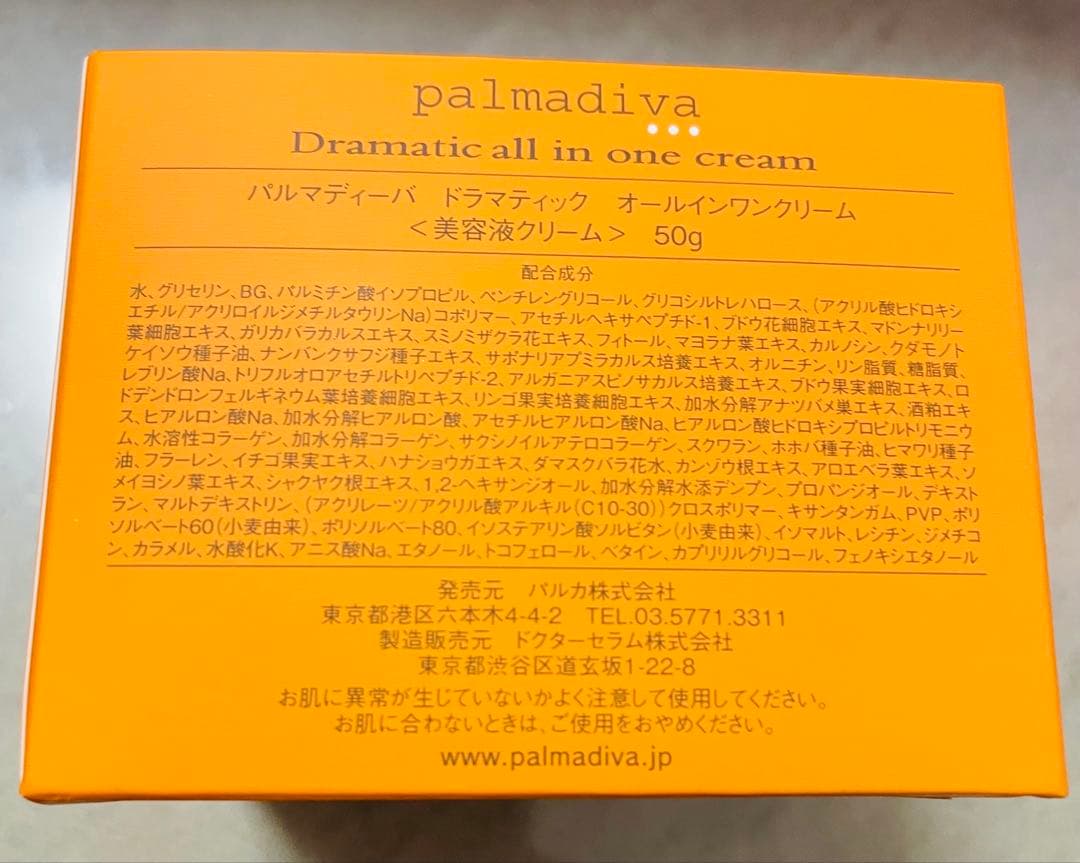 palmadiva
Dramatic all in one cream
パルマディーバ　ドラマティック　オールインワンクリーム
＜美容液クリーム＞　50g
配合成分
水、グリセリン、BG、パルミチン酸イソプロピル、ペンチレングリコール、グリコシルトレハロース、(アクリル酸ヒドロキシ
エチル/アクリロイルジメチルタウリンNa)コポリマー、アセチルヘキサペプチド-1、ブドウ花細胞エキス、マドンナリリー
葉細胞エキス、ガリカバラカルスエキス、スミノミザクラ花エキス、フィトール、マヨラナ葉エキス、カルノシン、クダモノト
ケイソウ種子油、ナンバンクサフジ種子エキス、サポナリアプミラカルス培養エキス、オルニチン、リン脂質、糖脂質、
レブリン酸Na、トリフルオロアセチルトリペプチド-2、アルガニアスピノサカルス培養エキス、ブドウ果実細胞エキス、ロ
ドデンドロンフェルギネウム葉培養細胞エキス、リンゴ果実培養細胞エキス、加水分解アナツバメ巣エキス、酒粕エキ
ス、ヒアルロン酸Na、加水分解ヒアルロン酸、アセチルヒアルロン酸Na、ヒアルロン酸ヒドロキシプロピルトリモニウ
ム、水溶性コラーゲン、加水分解コラーゲン、サクシノイルアテロコラーゲン、スクワラン、ホホバ種子油、ヒマワリ種子
油、フラーレン、イチゴ果実エキス、ハナショウガエキス、ダマスクバラ花水、カンゾウ根エキス、アロエベラ葉エキス、ソ
メイヨシノ葉エキス、シャクヤク根エキス、1,2-ヘキサンジオール、加水分解水添デンプン、プロパンジオール、デキスト
ラン、マルトデキストリン、(アクリレーツ/アクリル酸アルキル(C10-30))クロスポリマー、キサンタンガム、PVP、ポリ
ソルベート60(小麦由来)、ポリソルベート80、イソステアリン酸ソルビタン(小麦由来)、イソマルト、レシチン、ジメチコ
ン、カラメル、水酸化K、アニス酸Na、エタノール、トコフェロール、ベタイン、カプリリルグリコール、フェノキシエタノール
発売元　パルカ株式会社
東京都港区六本木4-4-2　TEL.03.5771.3311
製造販売元　ドクターセラム株式会社
東京都渋谷区道玄坂1-22-8
お肌に異常が生じていないかよく注意して使用してください。
お肌に合わないときは、ご使用をおやめください。
www.palmadiva.jp